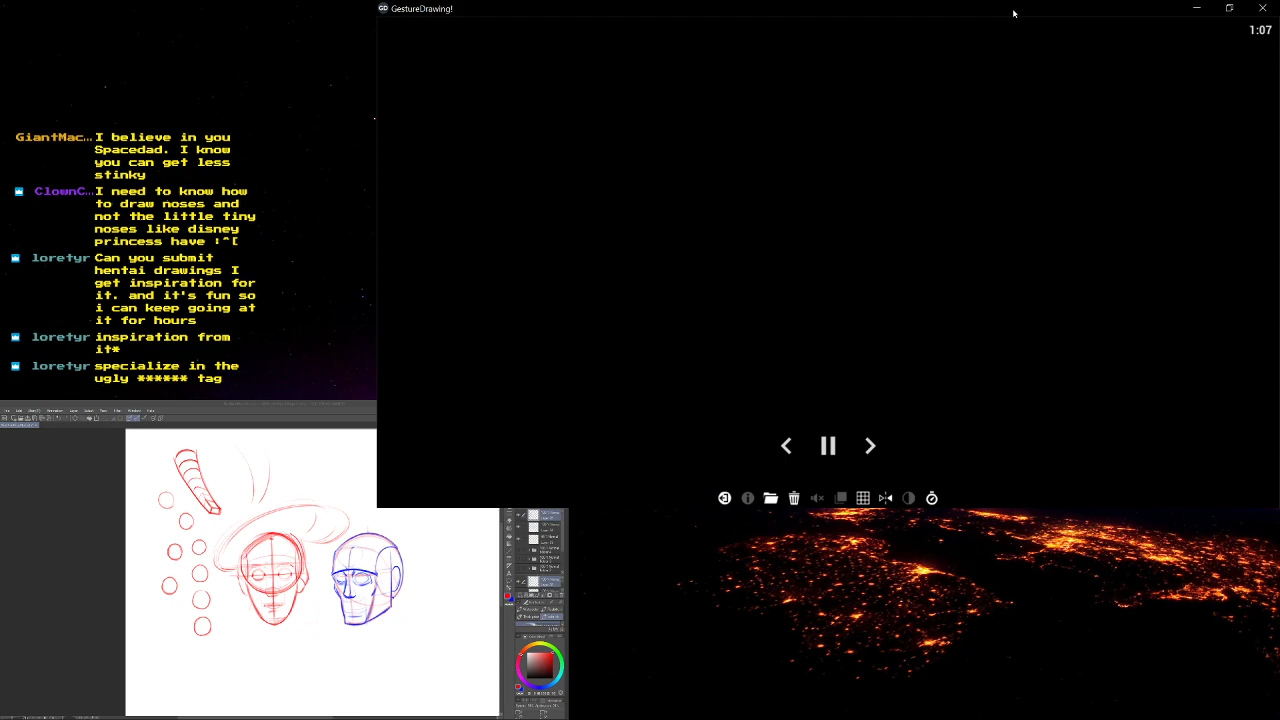 GD GestureDrawing!
1:07
GiantMac… I believe in you
Spacedad. I know
you can get less
stinky
ClownC… I need to know how
to draw noses and
not the little tiny
noses like disney
princess have :^[
loretyr Can you submit
hentai drawings I
get inspiration for
it. and it's fun so
i can keep going at
it for hours
loretyr inspiration from
it*
loretyr specialize in the
ugly ****** tag